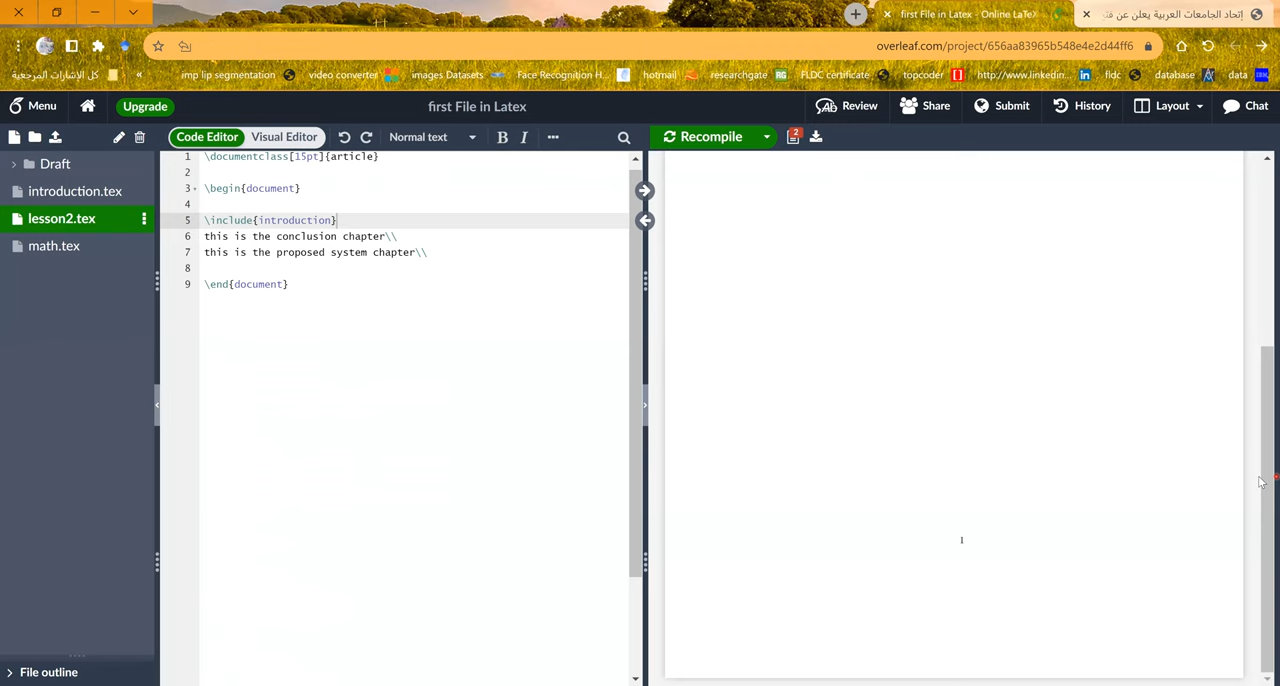 first File in Latex - Online LaTeX
إتحاد الجامعات العربية يعلن عن فت
overleaf.com/project/656aa83965b548e4e2d44ff6
كل الإشارات المرجعية
«
imp lip segmentation
video converter
images Datasets
Face Recognition H...
hotmail
researchgate
RG
FLDC certificate
topcoder
http://www.linkedin...
fldc
database
data
Menu
Upgrade
first File in Latex
Review
Share
Submit
History
Layout
Chat
Code Editor
Visual Editor
Normal text
B
I
Recompile
2
Draft
introduction.tex
lesson2.tex
math.tex
1 \documentclass[15pt]{article}
2
3 \begin{document}
4
5 \include{introduction}
6 this is the conclusion chapter\\
7 this is the proposed system chapter\\
8
9 \end{document}
1
File outline